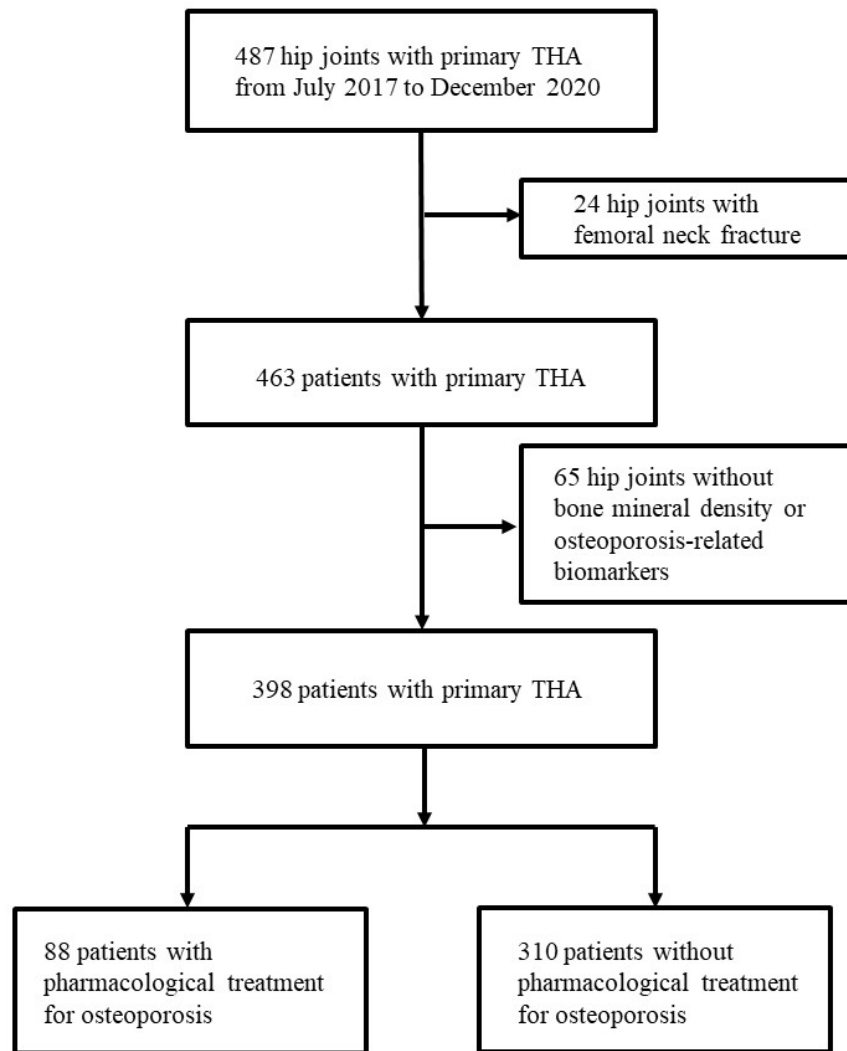 487 hip joints with primary THA
from July 2017 to December 2020
24 hip joints with
femoral neck fracture
463 patients with primary THA
65 hip joints without
bone mineral density or
osteoporosis-related
biomarkers
398 patients with primary THA
88 patients with
pharmacological treatment
for osteoporosis
310 patients without
pharmacological treatment
for osteoporosis